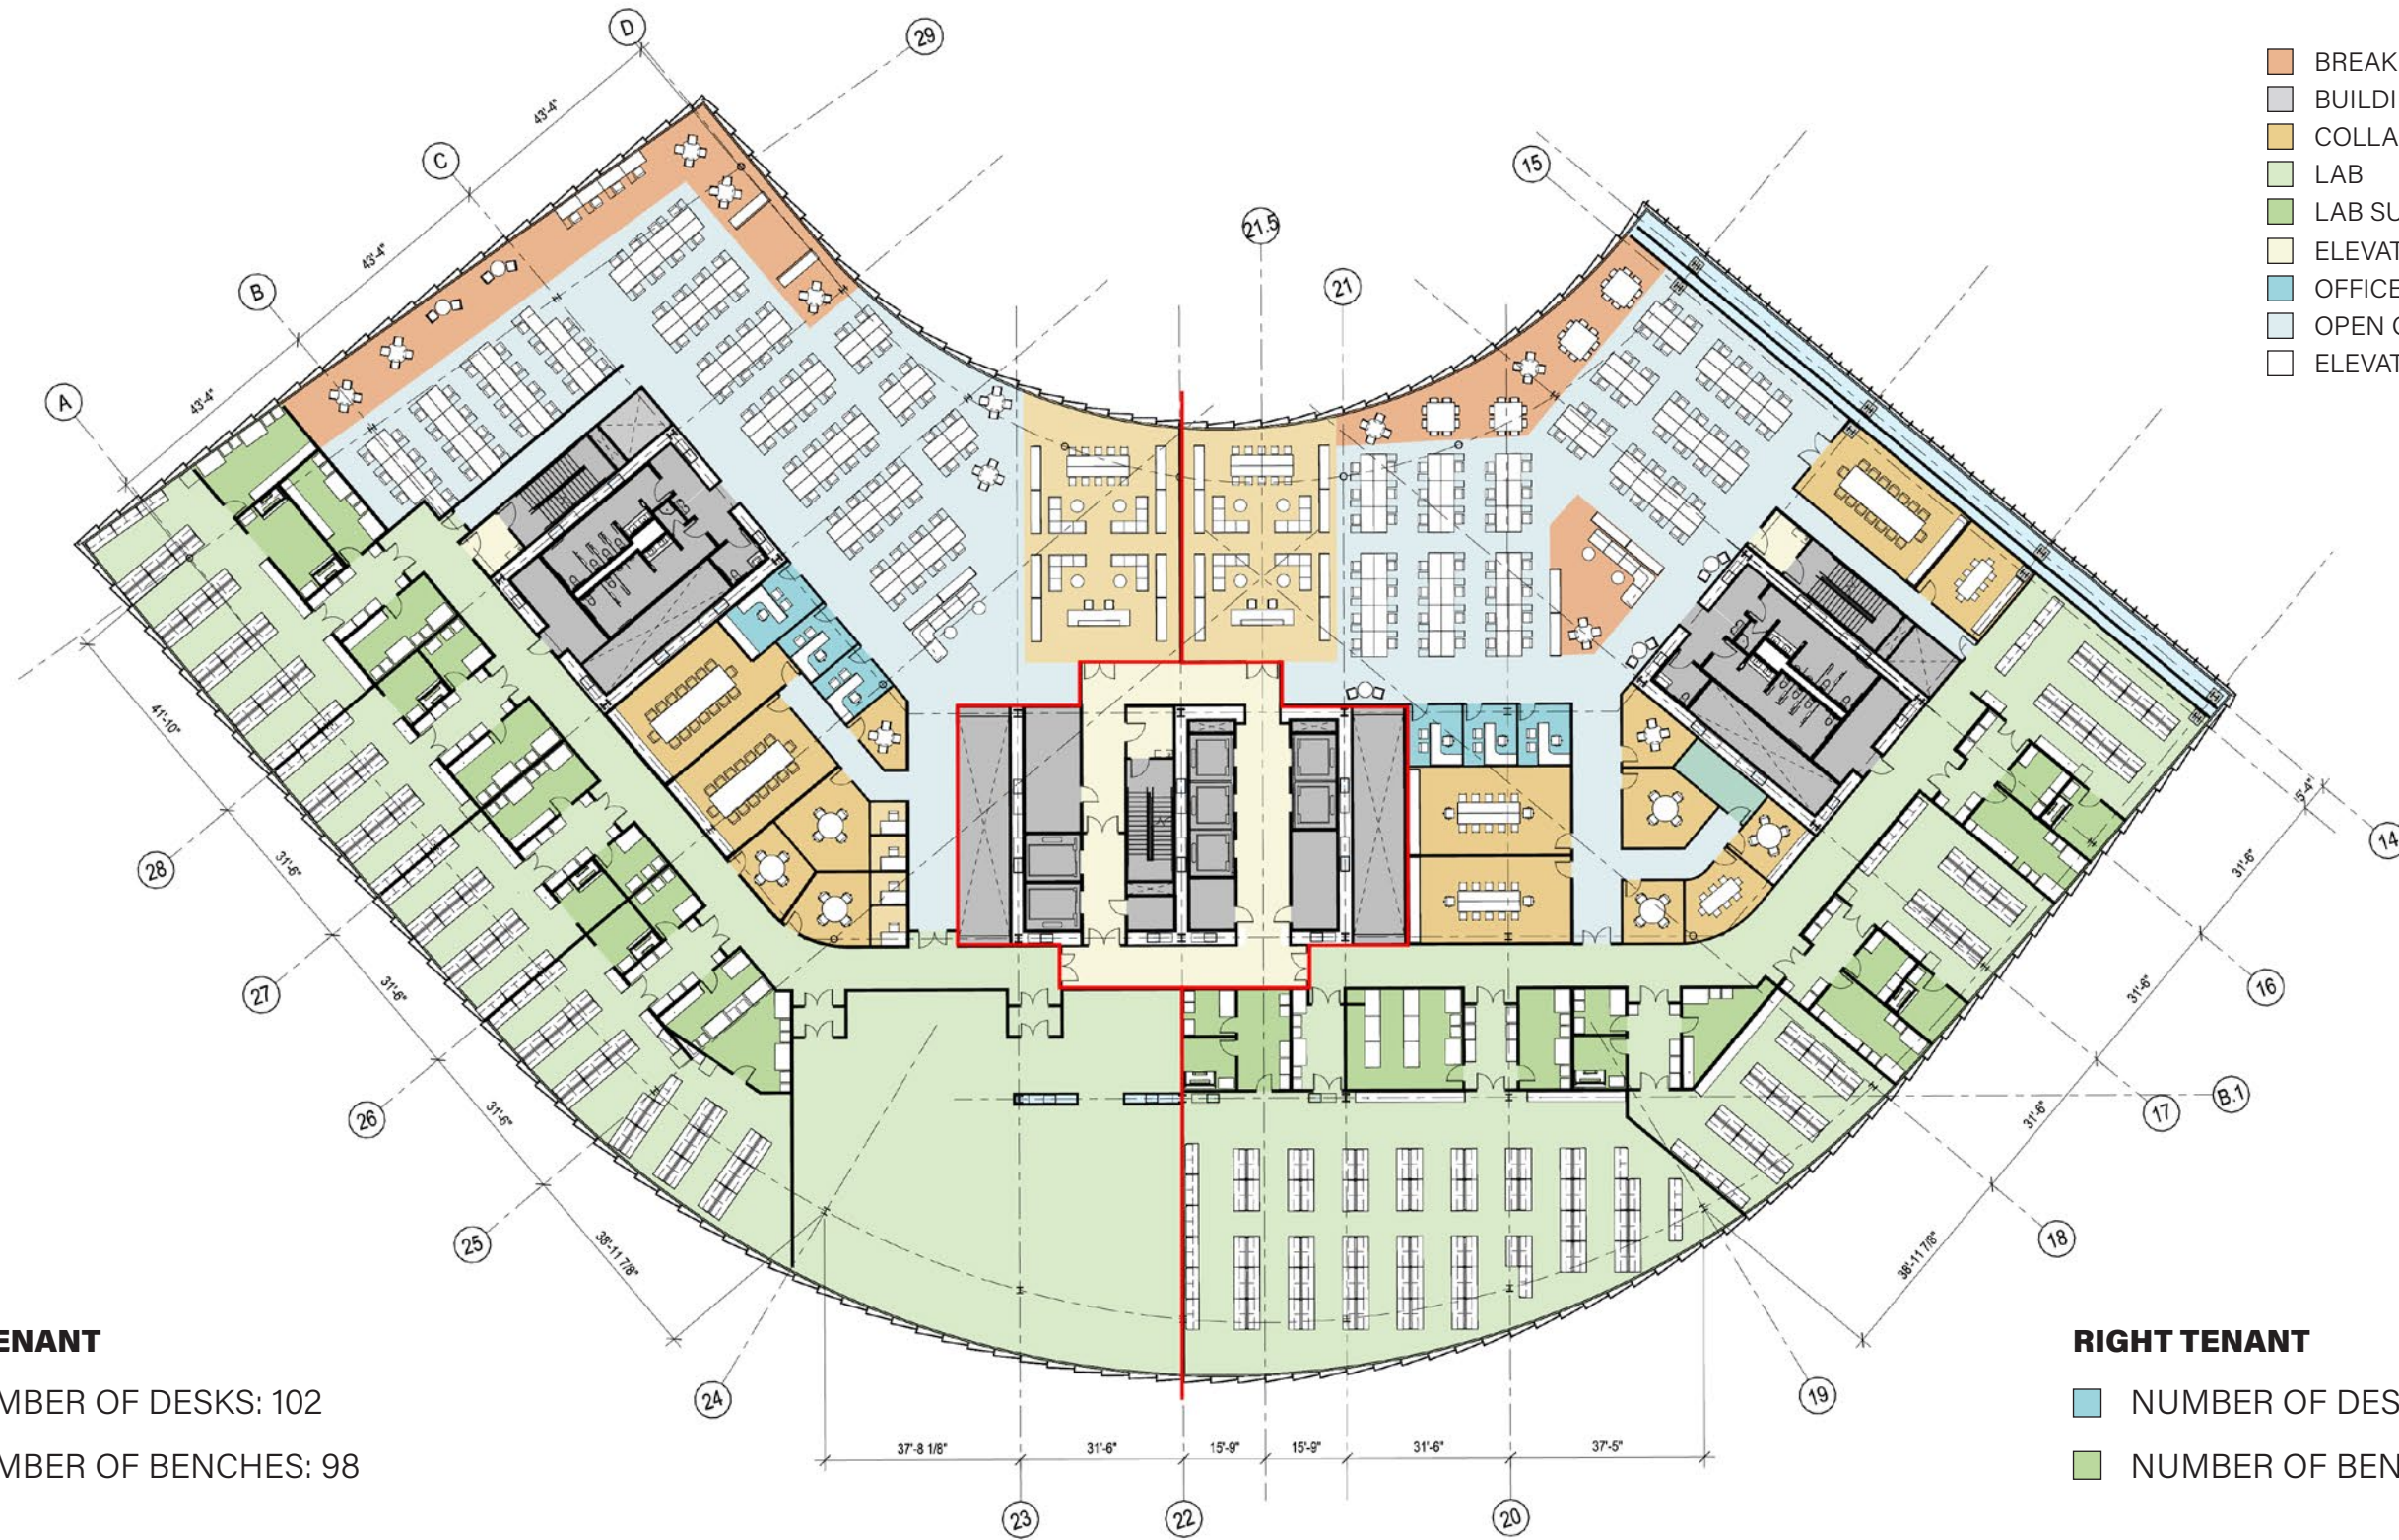 D
29
C
B
A
43'-4"
43'-4"
43'-4"
15
21.5
21
BREAK
BUILDI
COLLA
LAB
LAB SU
ELEVAT
OFFICE
OPEN O
ELEVAT
41'-10"
31'-6"
31'-6"
31'-6"
38'-11 7/8"
28
27
26
25
24
5'-4"
31'-6"
31'-6"
31'-6"
38'-11 7/8"
14
16
17
B.1
18
19
ENANT
MBER OF DESKS: 102
MBER OF BENCHES: 98
37'-8 1/8"
31'-6"
15'-9"
15'-9"
31'-6"
37'-5"
23
22
20
RIGHT TENANT
NUMBER OF DES
NUMBER OF BEN